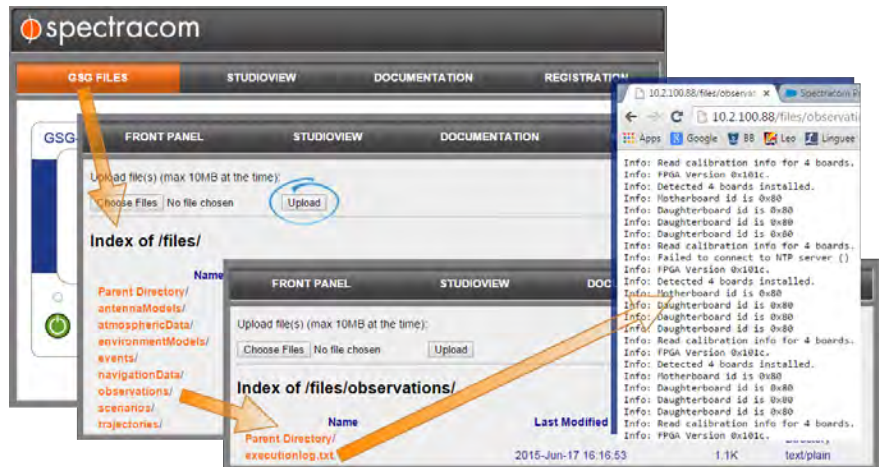 spectracom
GSG FILES STUDIOVIEW DOCUMENTATION REGISTRATION
GSG-
FRONT PANEL STUDIOVIEW DOCUMENTATION
Upload file(s) (max 10MB at the time):
Choose Files No file chosen Upload
Index of /files/
Name
Parent Directory/
antennaModels/
atmosphericData/
environmentModels/
events/
navigationData/
observations/
scenarios/
trajectories/
FRONT PANEL STUDIOVIEW DOC
Upload file(s) (max 10MB at the time):
Choose Files No file chosen Upload
Index of /files/observations/
Name Last Modified
Parent Directory/ Directory
executionlog.txt 2015-Jun-17 16:16:53 1.1K text/plain
10.2.100.88/files/observat Spectracom
10.2.100.88/files/observati
Apps Google BB Leo Linguee
Info: Read calibration info for 4 boards.
Info: FPGA Version 0x101c.
Info: Detected 4 boards installed.
Info: Motherboard id is 0x80
Info: Daughterboard id is 0x80
Info: Daughterboard id is 0x80
Info: Daughterboard id is 0x80
Info: Read calibration info for 4 boards.
Info: Failed to connect to NTP server ()
Info: FPGA Version 0x101c.
Info: Detected 4 boards installed.
Info: Motherboard id is 0x80
Info: Daughterboard id is 0x80
Info: Daughterboard id is 0x80
Info: Daughterboard id is 0x80
Info: Read calibration info for 4 boards.
Info: FPGA Version 0x101c.
Info: Detected 4 boards installed.
Info: Motherboard id is 0x80
Info: Daughterboard id is 0x80
Info: Daughterboard id is 0x80
Info: Daughterboard id is 0x80
Info: Read calibration info for 4 boards.
Info: FPGA Version 0x101c.